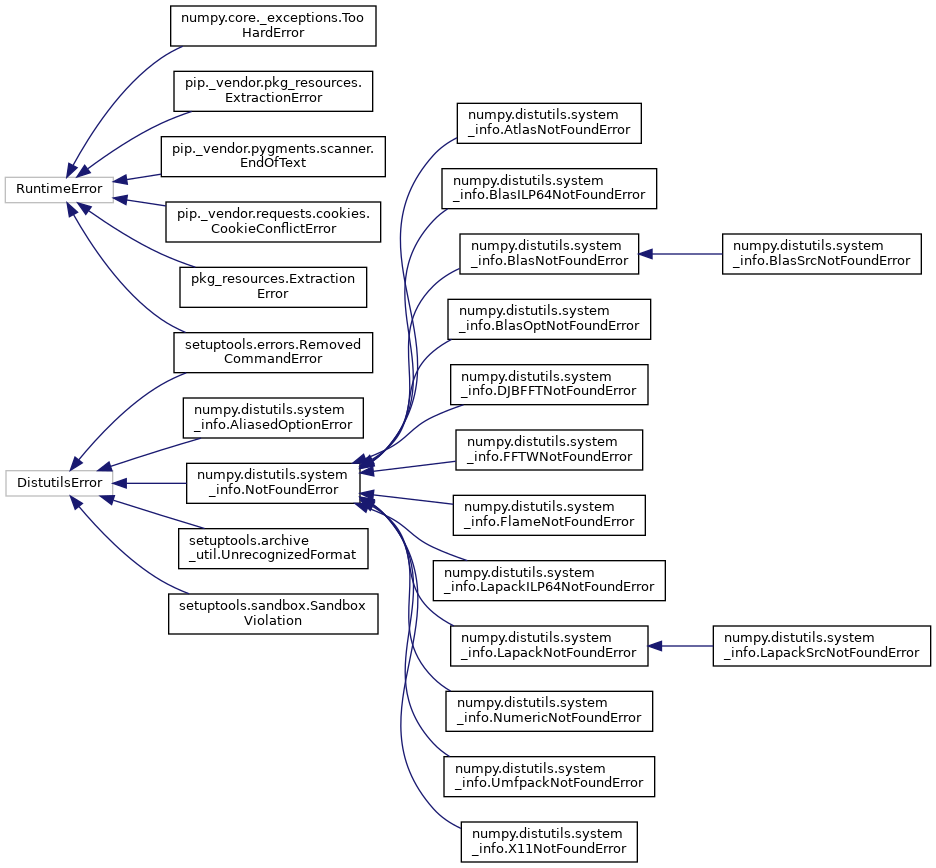 numpy.core._exceptions.Too
HardError
pip._vendor.pkg_resources.
ExtractionError
pip._vendor.pygments.scanner.
EndOfText
RuntimeError
pip._vendor.requests.cookies.
CookieConflictError
pkg_resources.Extraction
Error
setuptools.errors.Removed
CommandError
numpy.distutils.system
_info.AliasedOptionError
DistutilsError
numpy.distutils.system
_info.NotFoundError
setuptools.archive
_util.UnrecognizedFormat
setuptools.sandbox.Sandbox
Violation
numpy.distutils.system
_info.AtlasNotFoundError
numpy.distutils.system
_info.BlasILP64NotFoundError
numpy.distutils.system
_info.BlasNotFoundError
numpy.distutils.system
_info.BlasSrcNotFoundError
numpy.distutils.system
_info.BlasOptNotFoundError
numpy.distutils.system
_info.DJBFFTNotFoundError
numpy.distutils.system
_info.FFTWNotFoundError
numpy.distutils.system
_info.FlameNotFoundError
numpy.distutils.system
_info.LapackILP64NotFoundError
numpy.distutils.system
_info.LapackNotFoundError
numpy.distutils.system
_info.LapackSrcNotFoundError
numpy.distutils.system
_info.NumericNotFoundError
numpy.distutils.system
_info.UmfpackNotFoundError
numpy.distutils.system
_info.X11NotFoundError